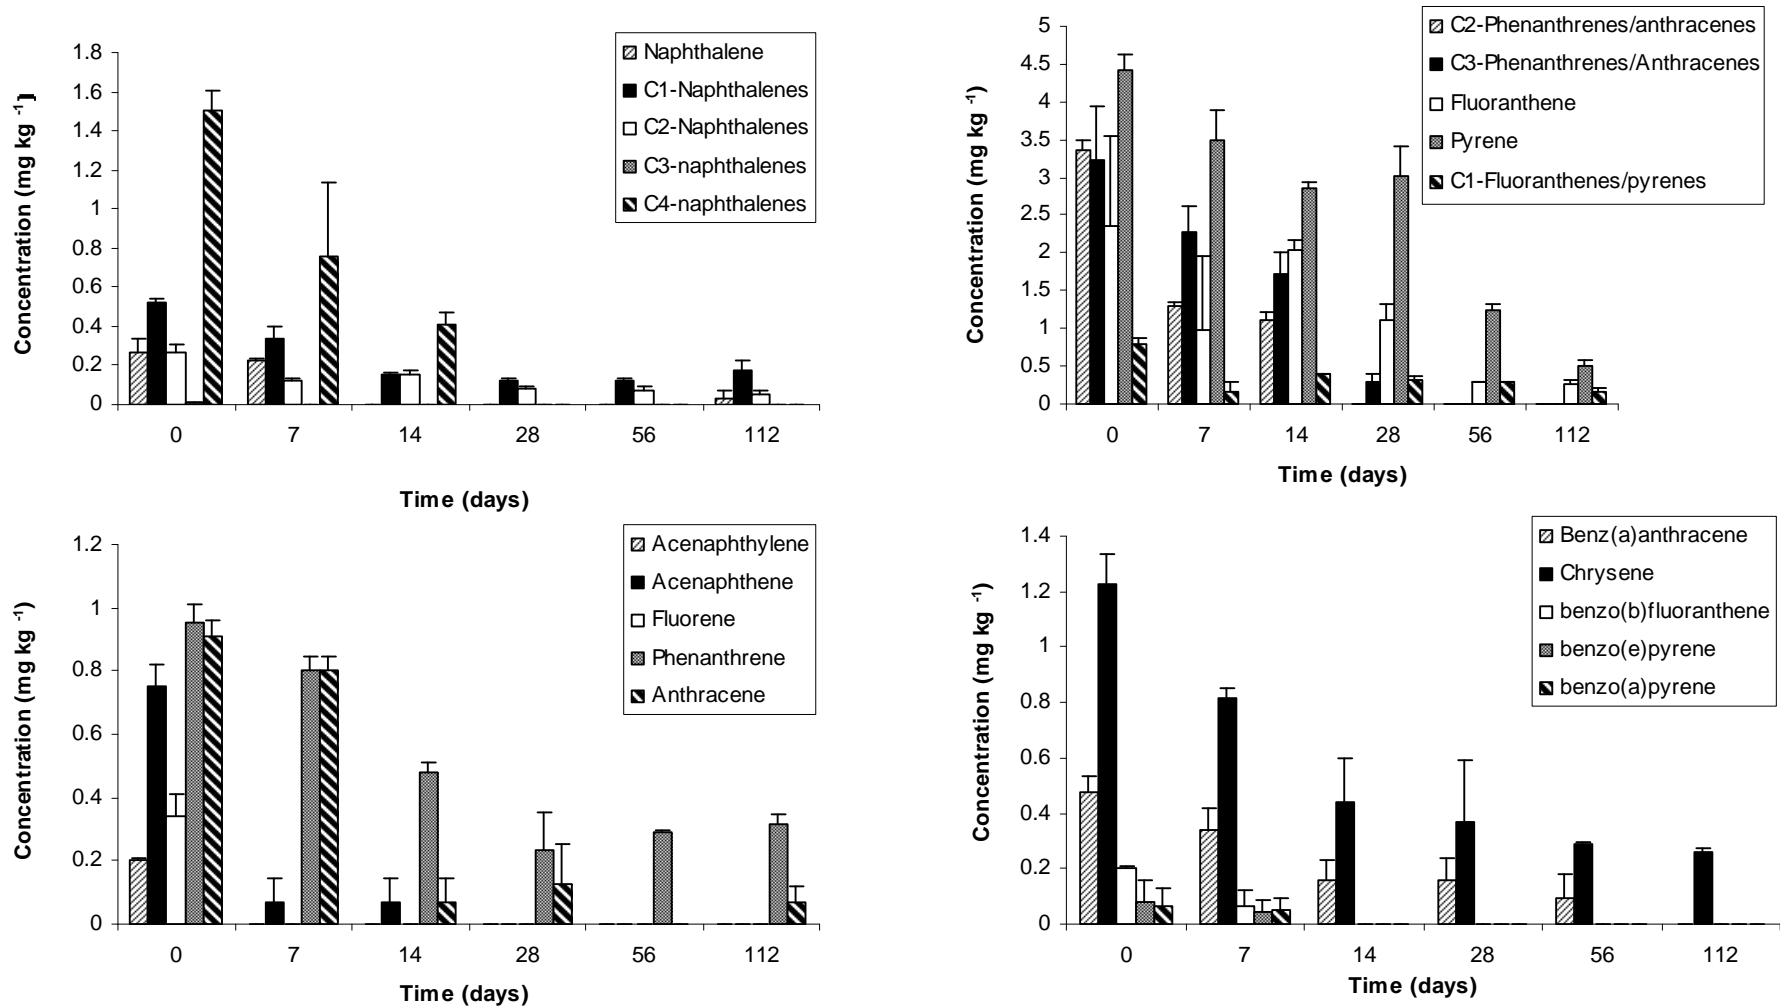 1.8
1.6
1.4
1.2
1
0.8
0.6
0.4
0.2
0
Concentration (mg kg -1)
0 7 14 28 56 112
Time (days)
Naphthalene
C1-Naphthalenes
C2-Naphthalenes
C3-naphthalenes
C4-naphthalenes
5
4.5
4
3.5
3
2.5
2
1.5
1
0.5
0
Concentration (mg kg -1)
0 7 14 28 56 112
Time (days)
C2-Phenanthrenes/anthracenes
C3-Phenanthrenes/Anthracenes
Fluoranthene
Pyrene
C1-Fluoranthenes/pyrenes
1.2
1
0.8
0.6
0.4
0.2
0
Concentration (mg kg -1)
0 7 14 28 56 112
Time (days)
Acenaphthylene
Acenaphthene
Fluorene
Phenanthrene
Anthracene
1.4
1.2
1
0.8
0.6
0.4
0.2
0
Concentration (mg kg -1)
0 7 14 28 56 112
Time (days)
Benz(a)anthracene
Chrysene
benzo(b)fluoranthene
benzo(e)pyrene
benzo(a)pyrene